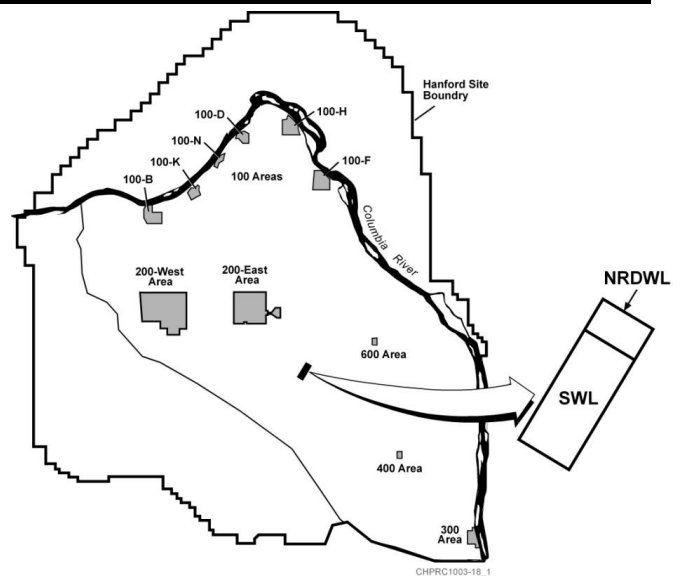 Hanford Site
Boundry
100-H
100-D
100-N
100-K
100-F
100 Areas
100-B
Columbia
River
200-West
Area
200-East
Area
NRDWL
600 Area
SWL
400 Area
300
Area
CHPRC1003-18_1